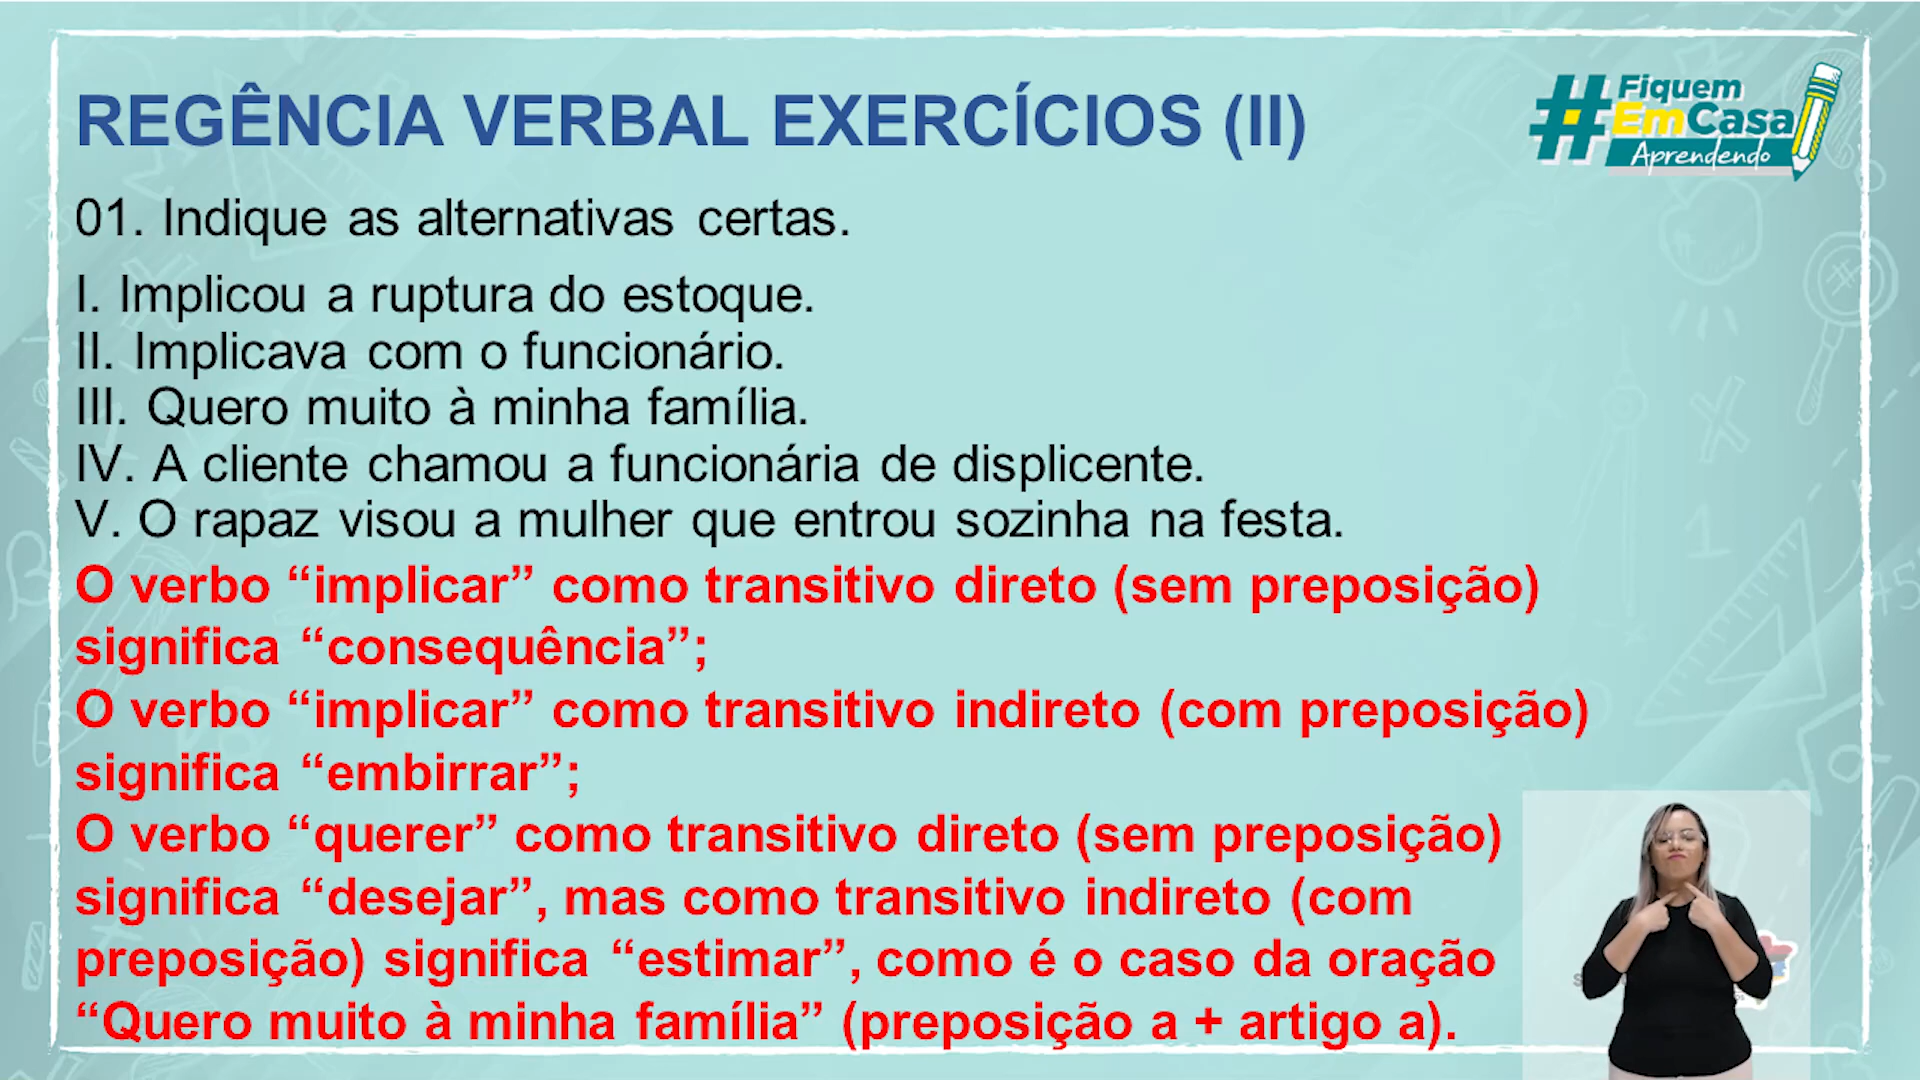 REGÊNCIA VERBAL EXERCÍCIOS (II)
#Fiquem
EmCasa
Aprendendo
01. Indique as alternativas certas.
I. Implicou a ruptura do estoque.
II. Implicava com o funcionário.
III. Quero muito à minha família.
IV. A cliente chamou a funcionária de displicente.
V. O rapaz visou a mulher que entrou sozinha na festa.
O verbo “implicar” como transitivo direto (sem preposição)
significa “consequência”;
O verbo “implicar” como transitivo indireto (com preposição)
significa “embirrar”;
O verbo “querer” como transitivo direto (sem preposição)
significa “desejar”, mas como transitivo indireto (com
preposição) significa “estimar”, como é o caso da oração
“Quero muito à minha família” (preposição a + artigo a).